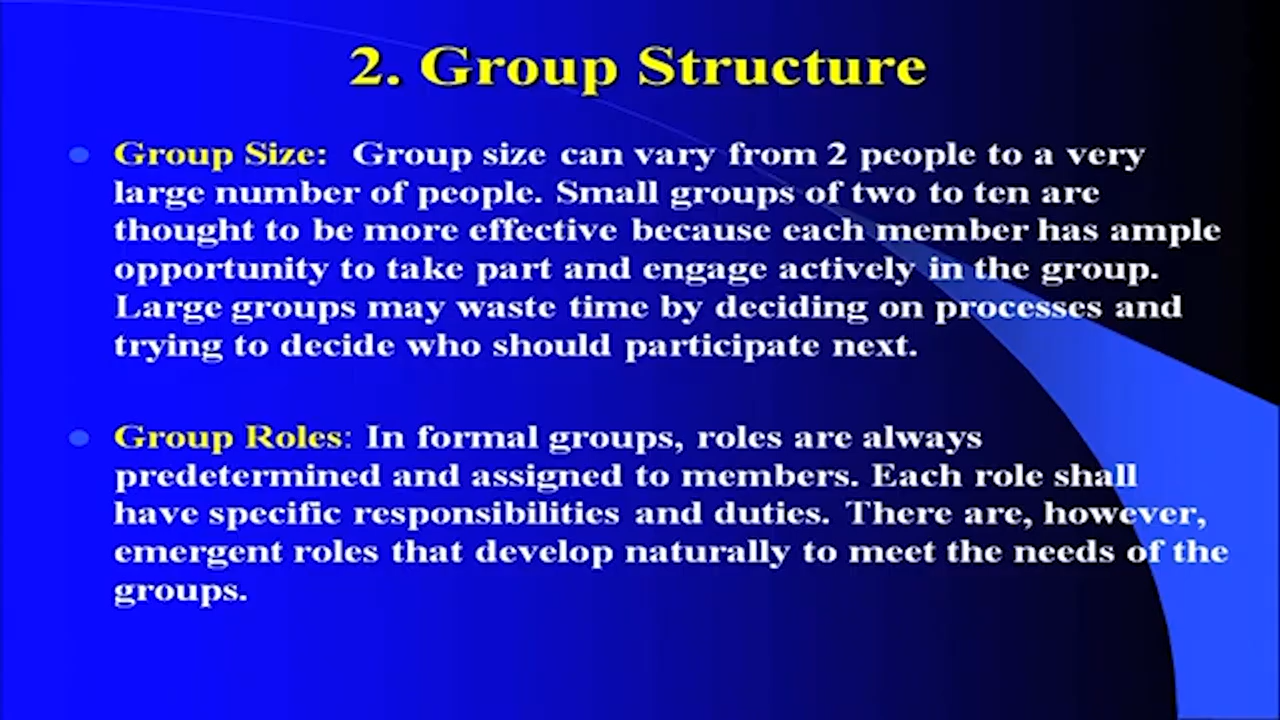 2. Group Structure
Group Size: Group size can vary from 2 people to a very
large number of people. Small groups of two to ten are
thought to be more effective because each member has ample
opportunity to take part and engage actively in the group.
Large groups may waste time by deciding on processes and
trying to decide who should participate next.
Group Roles: In formal groups, roles are always
predetermined and assigned to members. Each role shall
have specific responsibilities and duties. There are, however,
emergent roles that develop naturally to meet the needs of the
groups.